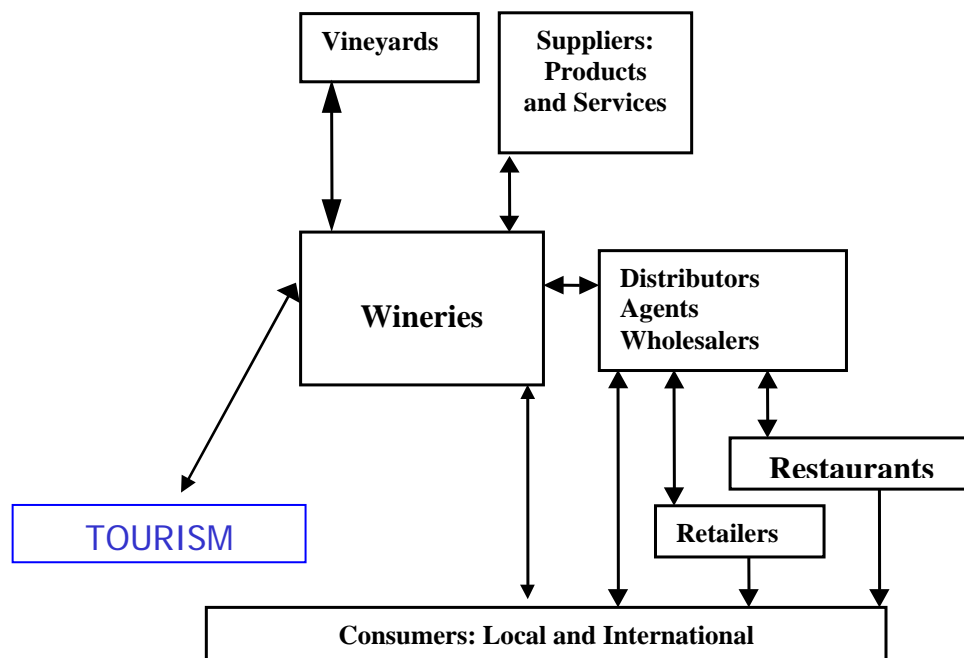 Vineyards
Suppliers:
Products
and Services
Wineries
Distributors
Agents
Wholesalers
Restaurants
TOURISM
Retailers
Consumers: Local and International